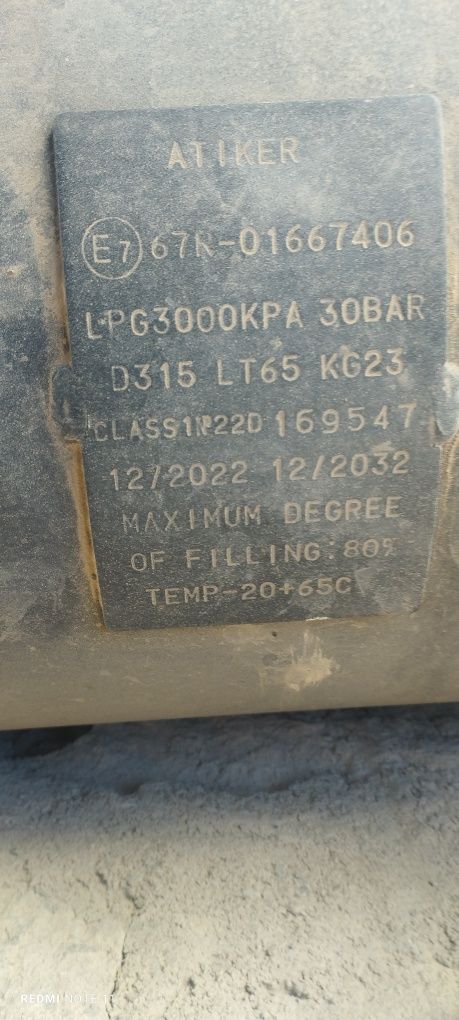 ATIKER
E7 67R-01667406
LPG3000KPA 30BAR
D315 LT65 KG23
CLASS1N22D 169547
12/2022 12/2032
MAXIMUM DEGREE
OF FILLING:80%
TEMP-20+65C
REDMI NOTE 11